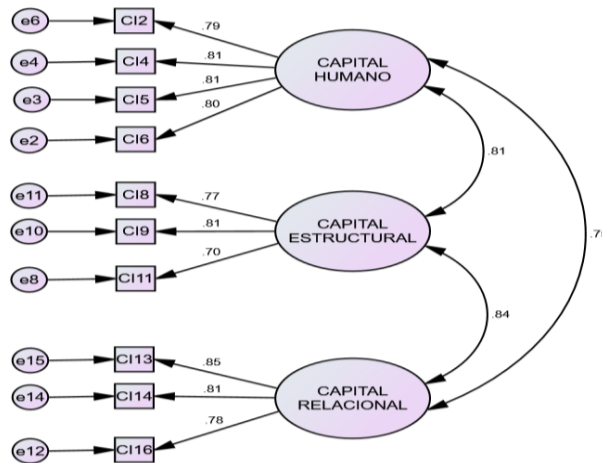 e6 CI2 .79
e4 CI4 .81
e3 CI5 .81
e2 CI6 .80
CAPITAL
HUMANO
.81
e11 CI8 .77
e10 CI9 .81
e8 CI11 .70
CAPITAL
ESTRUCTURAL
.84
e15 CI13 .85
e14 CI14 .81
e12 CI16 .78
CAPITAL
RELACIONAL